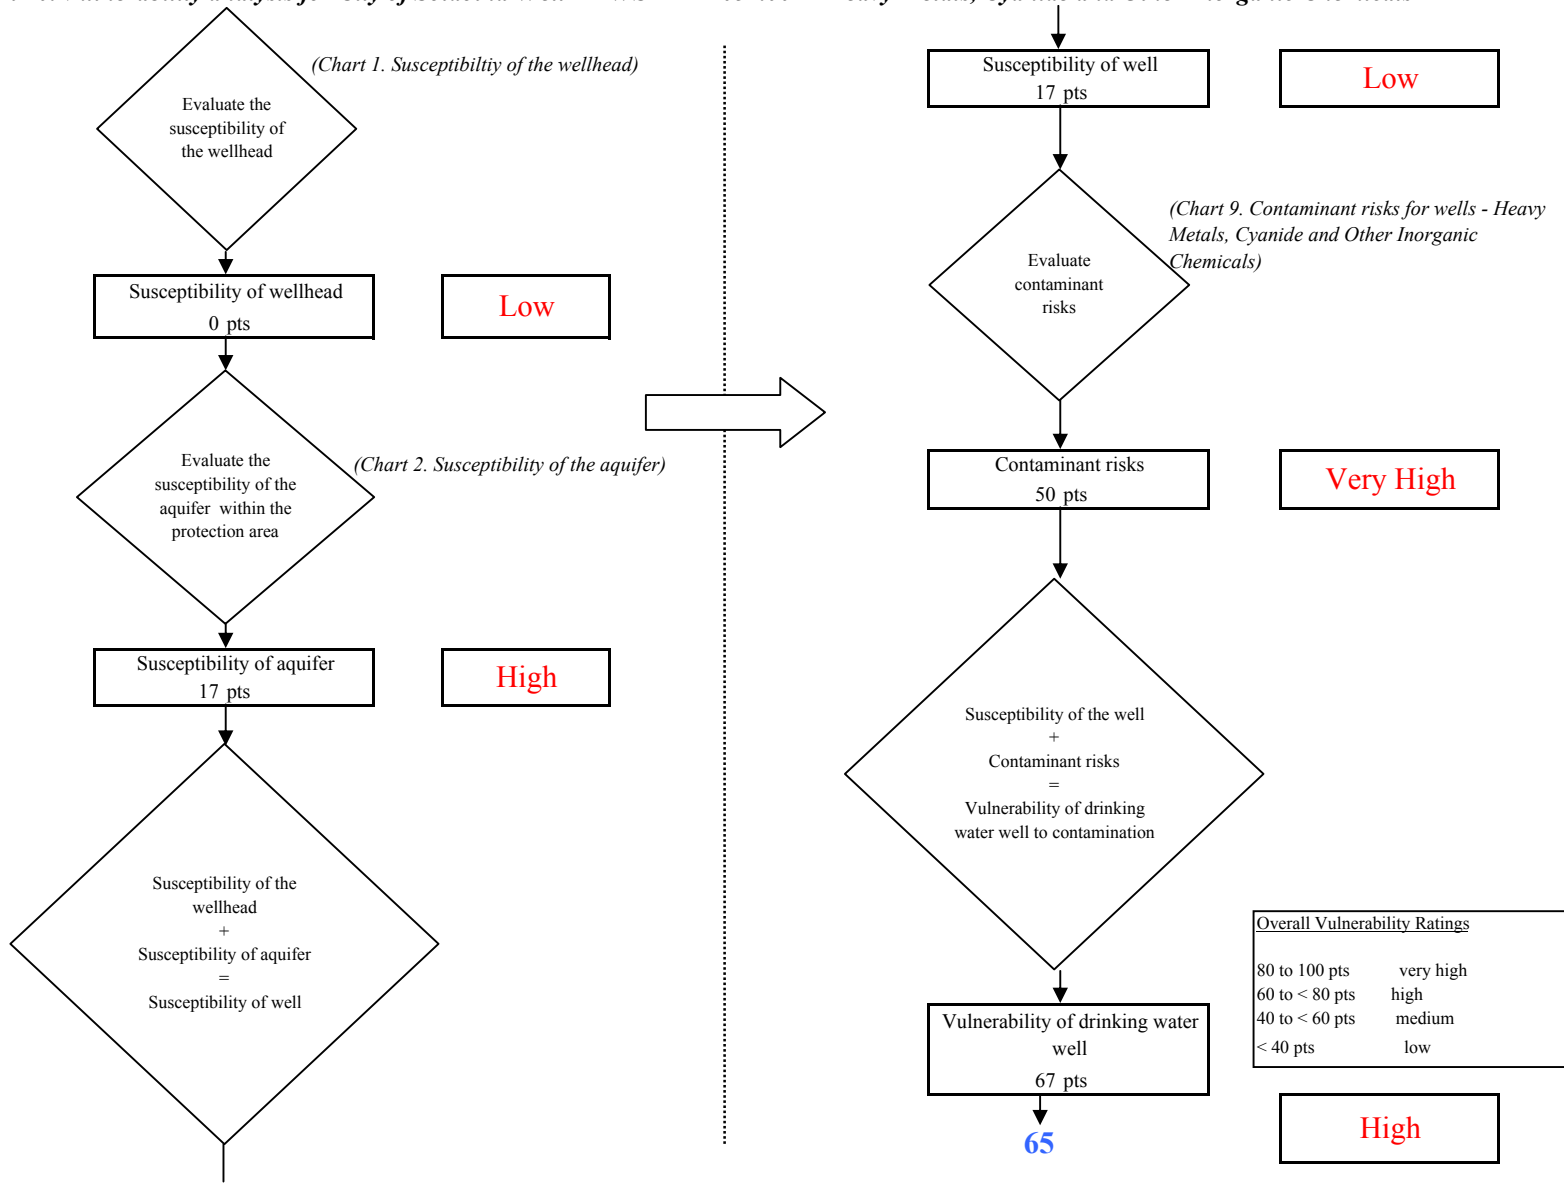 (Chart 1. Susceptibiltiy of the wellhead)
Evaluate the
susceptibility of
the wellhead
Susceptibility of wellhead
0 pts
Low
Evaluate the
susceptibility of the
aquifer within the
protection area
(Chart 2. Susceptibility of the aquifer)
Susceptibility of aquifer
17 pts
High
Susceptibility of the
wellhead
+
Susceptibility of aquifer
=
Susceptibility of well
Susceptibility of well
17 pts
Low
(Chart 9. Contaminant risks for wells - Heavy
Metals, Cyanide and Other Inorganic
Chemicals)
Evaluate
contaminant
risks
Contaminant risks
50 pts
Very High
Susceptibility of the well
+
Contaminant risks
=
Vulnerability of drinking
water well to contamination
Overall Vulnerability Ratings
80 to 100 pts very high
60 to < 80 pts high
40 to < 60 pts medium
< 40 pts low
Vulnerability of drinking water
well
67 pts
65
High